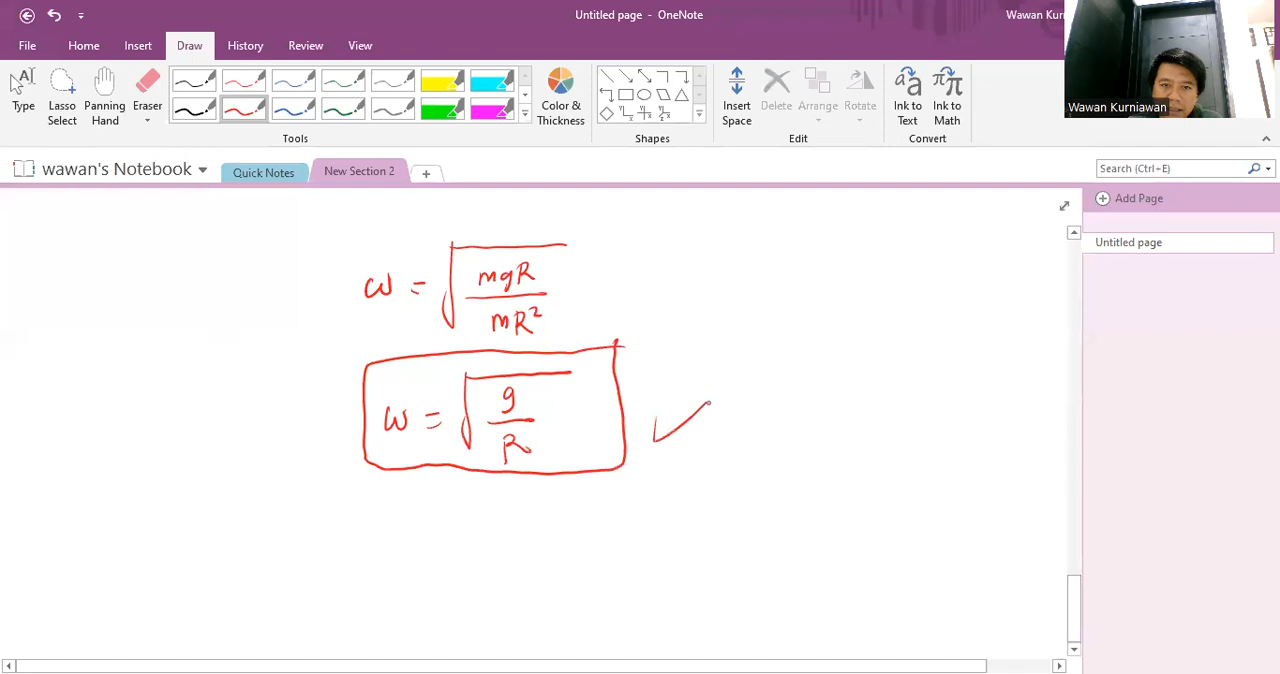 Untitled page - OneNote
Wawan Kur
File Home Insert Draw History Review View
Type
Lasso Select
Panning Hand
Eraser
Color & Thickness
Insert Space
Delete
Arrange
Rotate
Ink to Text
Ink to Math
Tools
Shapes
Edit
Convert
Wawan Kurniawan
wawan's Notebook
Quick Notes
New Section 2
Search (Ctrl+E)
Add Page
Untitled page
ω = √(mgR / mR²)
ω = √(g / R)